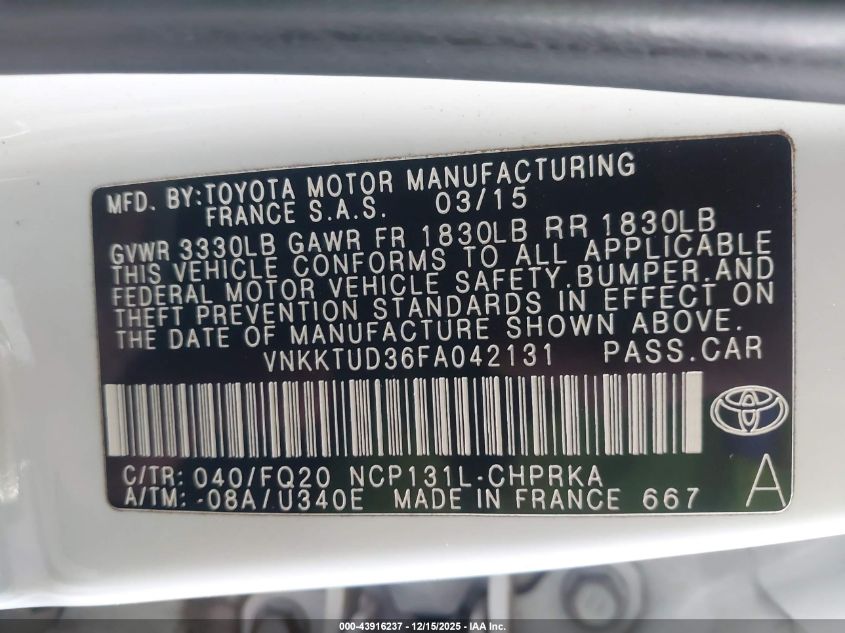 MFD. BY:TOYOTA MOTOR MANUFACTURING
FRANCE S.A.S. 03/15
GVWR 3330LB GAWR FR 1830LB RR 1830LB
THIS VEHICLE CONFORMS TO ALL APPLICABLE
FEDERAL MOTOR VEHICLE SAFETY,BUMPER,AND
THEFT PREVENTION STANDARDS IN EFFECT ON
THE DATE OF MANUFACTURE SHOWN ABOVE.
VNKKTUD36FA042131 PASS.CAR
C/TR: 040/FQ20 NCP131L-CHPRKA
A/TM: -08A/U340E MADE IN FRANCE 667 A
000-43916237 - 12/15/2025 - IAA, Inc.